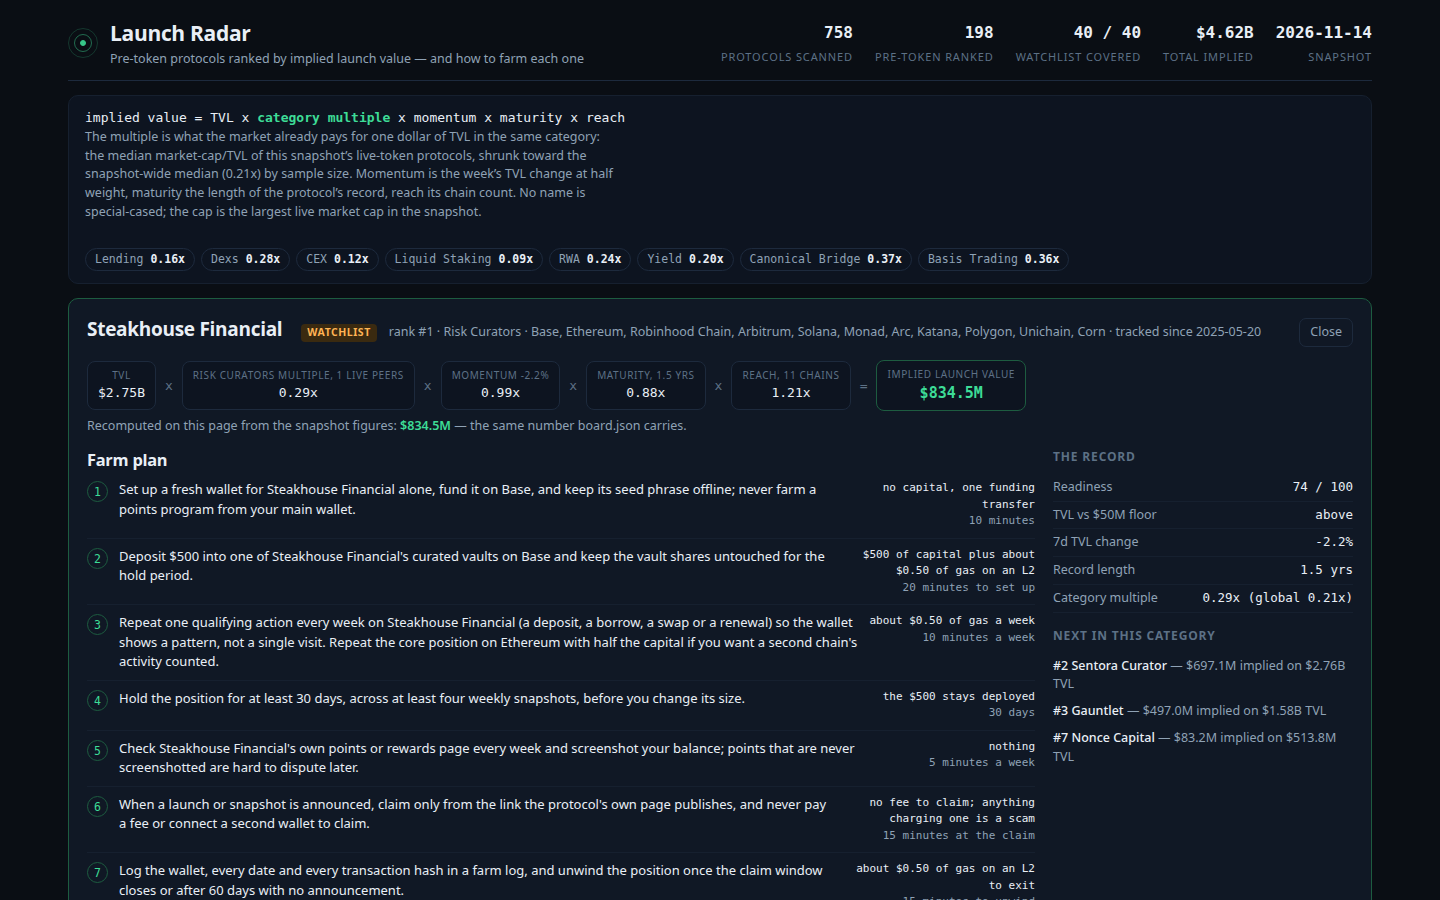 Launch Radar
Pre-token protocols ranked by implied launch value — and how to farm each one
758
PROTOCOLS SCANNED
198
PRE-TOKEN RANKED
40 / 40
WATCHLIST COVERED
$4.62B
TOTAL IMPLIED
2026-11-14
SNAPSHOT
implied value = TVL x category multiple x momentum x maturity x reach
The multiple is what the market already pays for one dollar of TVL in the same category:
the median market-cap/TVL of this snapshot's live-token protocols, shrunk toward the
snapshot-wide median (0.21x) by sample size. Momentum is the week's TVL change at half
weight, maturity the length of the protocol's record, reach its chain count. No name is
special-cased; the cap is the largest live market cap in the snapshot.
Lending 0.16x
Dexs 0.28x
CEX 0.12x
Liquid Staking 0.09x
RWA 0.24x
Yield 0.20x
Canonical Bridge 0.37x
Basis Trading 0.36x
Steakhouse Financial
WATCHLIST
rank #1 · Risk Curators · Base, Ethereum, Robinhood Chain, Arbitrum, Solana, Monad, Arc, Katana, Polygon, Unichain, Corn · tracked since 2025-05-20
Close
TVL
$2.75B
x
RISK CURATORS MULTIPLE, 1 LIVE PEERS
0.29x
x
MOMENTUM -2.2%
0.99x
x
MATURITY, 1.5 YRS
0.88x
x
REACH, 11 CHAINS
1.21x
=
IMPLIED LAUNCH VALUE
$834.5M
Recomputed on this page from the snapshot figures: $834.5M — the same number board.json carries.
Farm plan
1
Set up a fresh wallet for Steakhouse Financial alone, fund it on Base, and keep its seed phrase offline; never farm a
points program from your main wallet.
no capital, one funding
transfer
10 minutes
2
Deposit $500 into one of Steakhouse Financial's curated vaults on Base and keep the vault shares untouched for the
hold period.
$500 of capital plus about
$0.50 of gas on an L2
20 minutes to set up
3
Repeat one qualifying action every week on Steakhouse Financial (a deposit, a borrow, a swap or a renewal) so the wallet
shows a pattern, not a single visit. Repeat the core position on Ethereum with half the capital if you want a second chain's
activity counted.
about $0.50 of gas a week
10 minutes a week
4
Hold the position for at least 30 days, across at least four weekly snapshots, before you change its size.
the $500 stays deployed
30 days
5
Check Steakhouse Financial's own points or rewards page every week and screenshot your balance; points that are never
screenshotted are hard to dispute later.
nothing
5 minutes a week
6
When a launch or snapshot is announced, claim only from the link the protocol's own page publishes, and never pay
a fee or connect a second wallet to claim.
no fee to claim; anything
charging one is a scam
15 minutes at the claim
7
Log the wallet, every date and every transaction hash in a farm log, and unwind the position once the claim window
closes or after 60 days with no announcement.
about $0.50 of gas on an L2
to exit
15 minutes to unwind
THE RECORD
Readiness
74 / 100
TVL vs $50M floor
above
7d TVL change
-2.2%
Record length
1.5 yrs
Category multiple
0.29x (global 0.21x)
NEXT IN THIS CATEGORY
#2 Sentora Curator — $697.1M implied on $2.76B
TVL
#3 Gauntlet — $497.0M implied on $1.58B TVL
#7 Nonce Capital — $83.2M implied on $513.8M
TVL